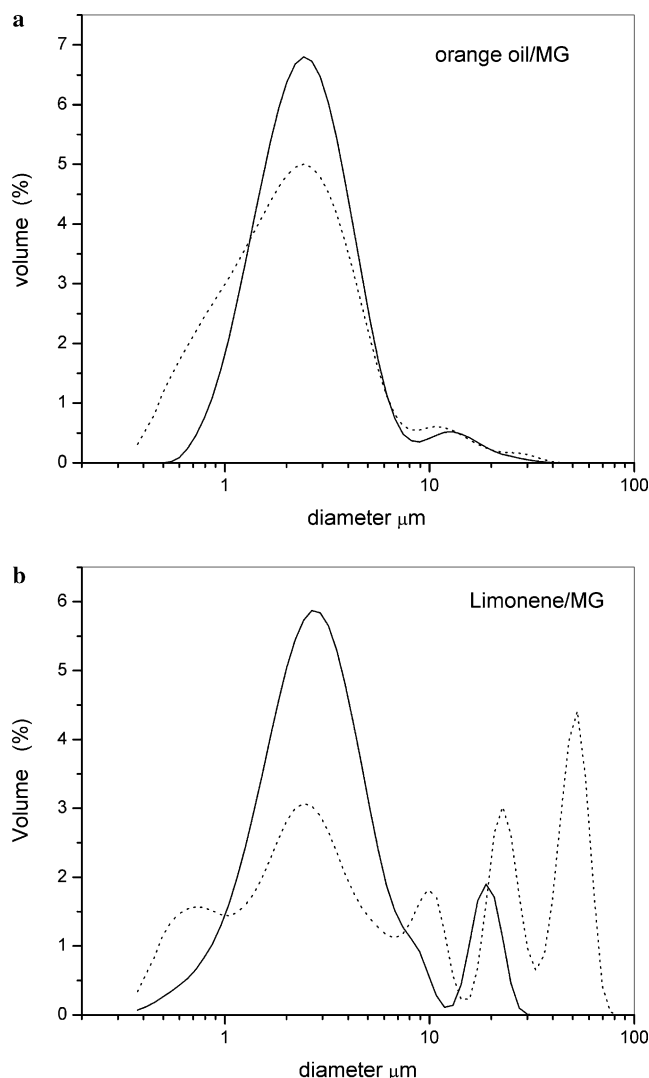 a
orange oil/MG
7
6
5
4
3
2
1
0
volume (%)
1 10 100
diameter μm
b
Limonene/MG
6
5
4
3
2
1
0
Volume (%)
1 10 100
diameter μm